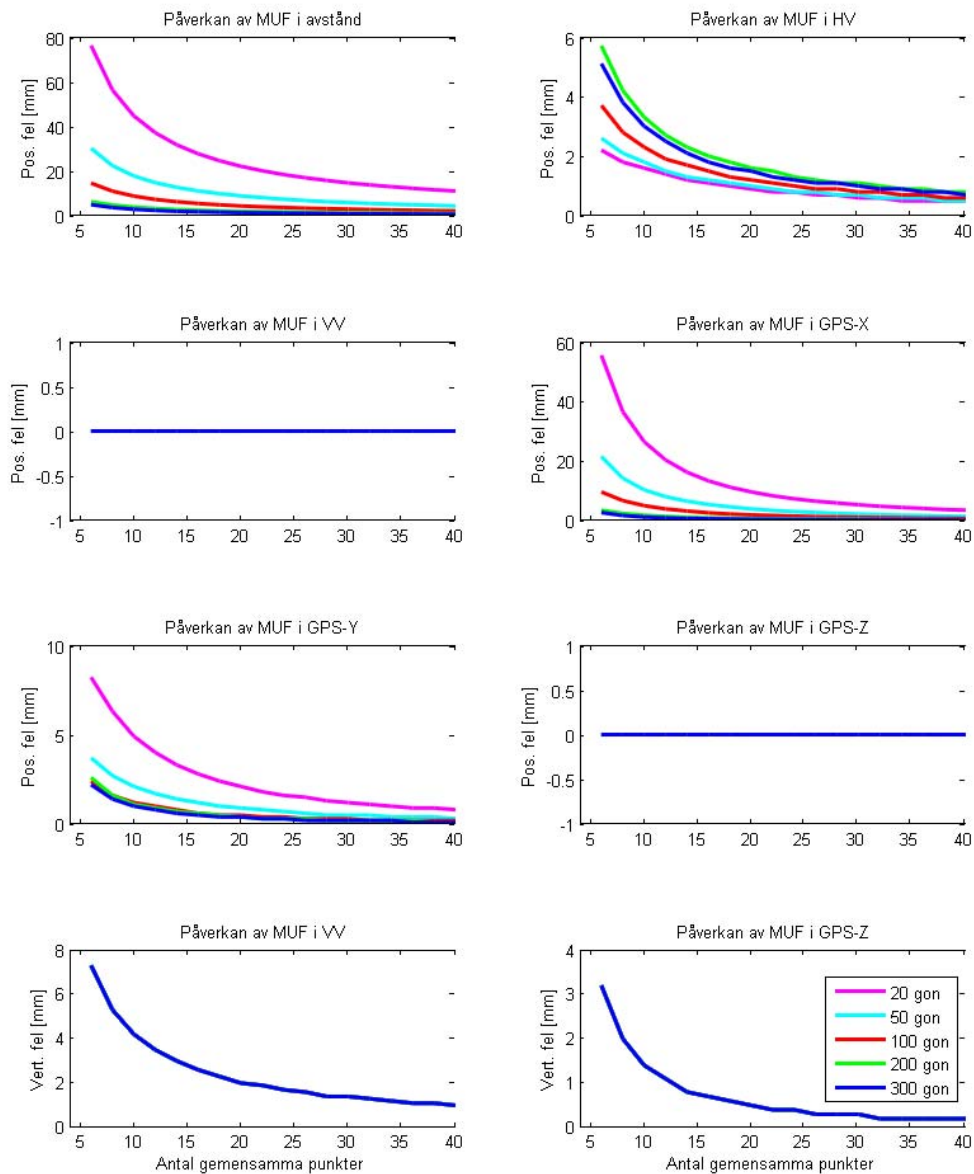 Påverkan av MUF i avstånd
Pos. fel [mm]
80
60
40
20
0
5 10 15 20 25 30 35 40
Påverkan av MUF i HV
Pos. fel [mm]
6
4
2
0
5 10 15 20 25 30 35 40
Påverkan av MUF i VV
Pos. fel [mm]
1
0.5
0
-0.5
-1
5 10 15 20 25 30 35 40
Påverkan av MUF i GPS-X
Pos. fel [mm]
60
40
20
0
5 10 15 20 25 30 35 40
Påverkan av MUF i GPS-Y
Pos. fel [mm]
10
5
0
5 10 15 20 25 30 35 40
Påverkan av MUF i GPS-Z
Pos. fel [mm]
1
0.5
0
-0.5
-1
5 10 15 20 25 30 35 40
Påverkan av MUF i VV
Vert. fel [mm]
8
6
4
2
0
5 10 15 20 25 30 35 40
Antal gemensamma punkter
Påverkan av MUF i GPS-Z
Vert. fel [mm]
4
3
2
1
0
20 gon
50 gon
100 gon
200 gon
300 gon
5 10 15 20 25 30 35 40
Antal gemensamma punkter